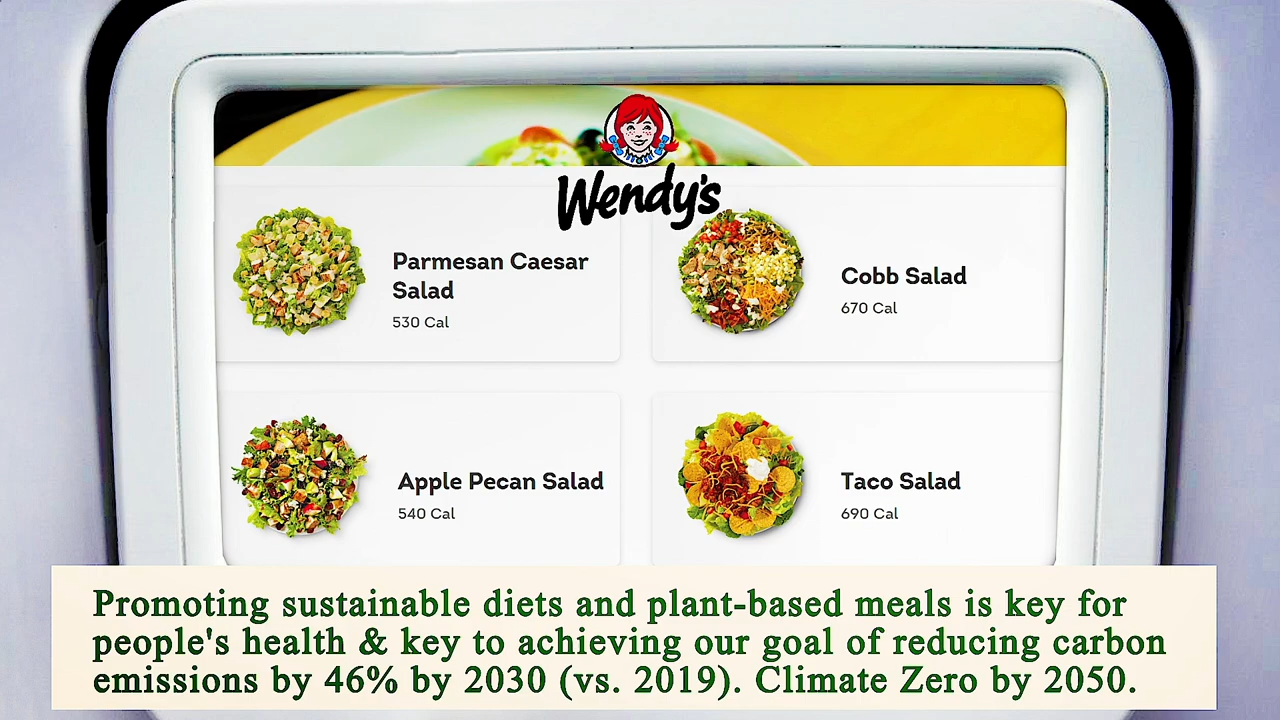 Wendy's
Parmesan Caesar
Salad
530 Cal
Cobb Salad
670 Cal
Apple Pecan Salad
540 Cal
Taco Salad
690 Cal
Promoting sustainable diets and plant-based meals is key for
people's health & key to achieving our goal of reducing carbon
emissions by 46% by 2030 (vs. 2019). Climate Zero by 2050.